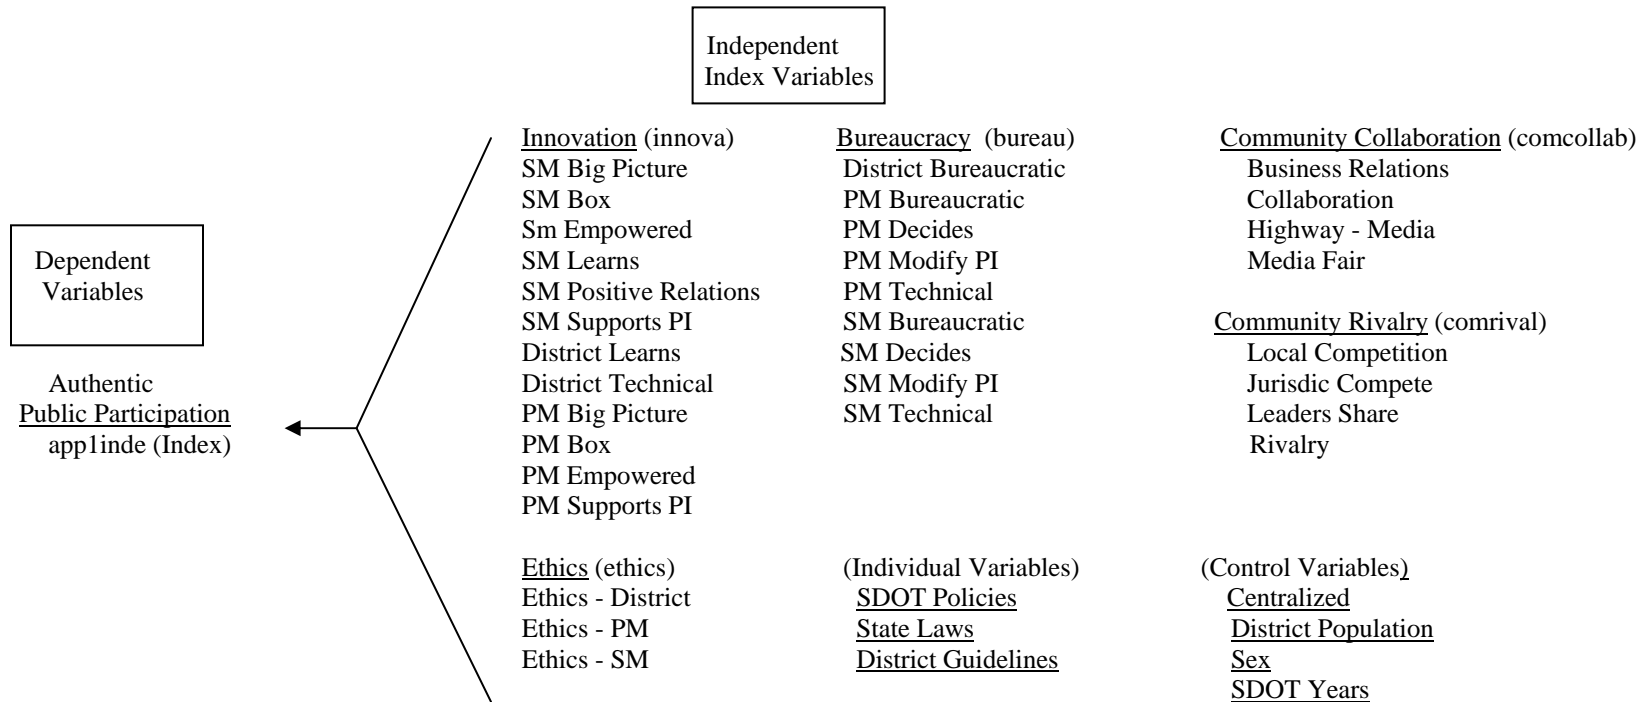 Independent
Index Variables
Dependent
Variables
Authentic
Public Participation
app1inde (Index)
Innovation (innova)
SM Big Picture
SM Box
Sm Empowered
SM Learns
SM Positive Relations
SM Supports PI
District Learns
District Technical
PM Big Picture
PM Box
PM Empowered
PM Supports PI
Bureaucracy (bureau)
District Bureaucratic
PM Bureaucratic
PM Decides
PM Modify PI
PM Technical
SM Bureaucratic
SM Decides
SM Modify PI
SM Technical
Community Collaboration (comcollab)
Business Relations
Collaboration
Highway - Media
Media Fair
Community Rivalry (comrival)
Local Competition
Jurisdic Compete
Leaders Share
Rivalry
Ethics (ethics)
Ethics - District
Ethics - PM
Ethics - SM
(Individual Variables)
SDOT Policies
State Laws
District Guidelines
(Control Variables)
Centralized
District Population
Sex
SDOT Years